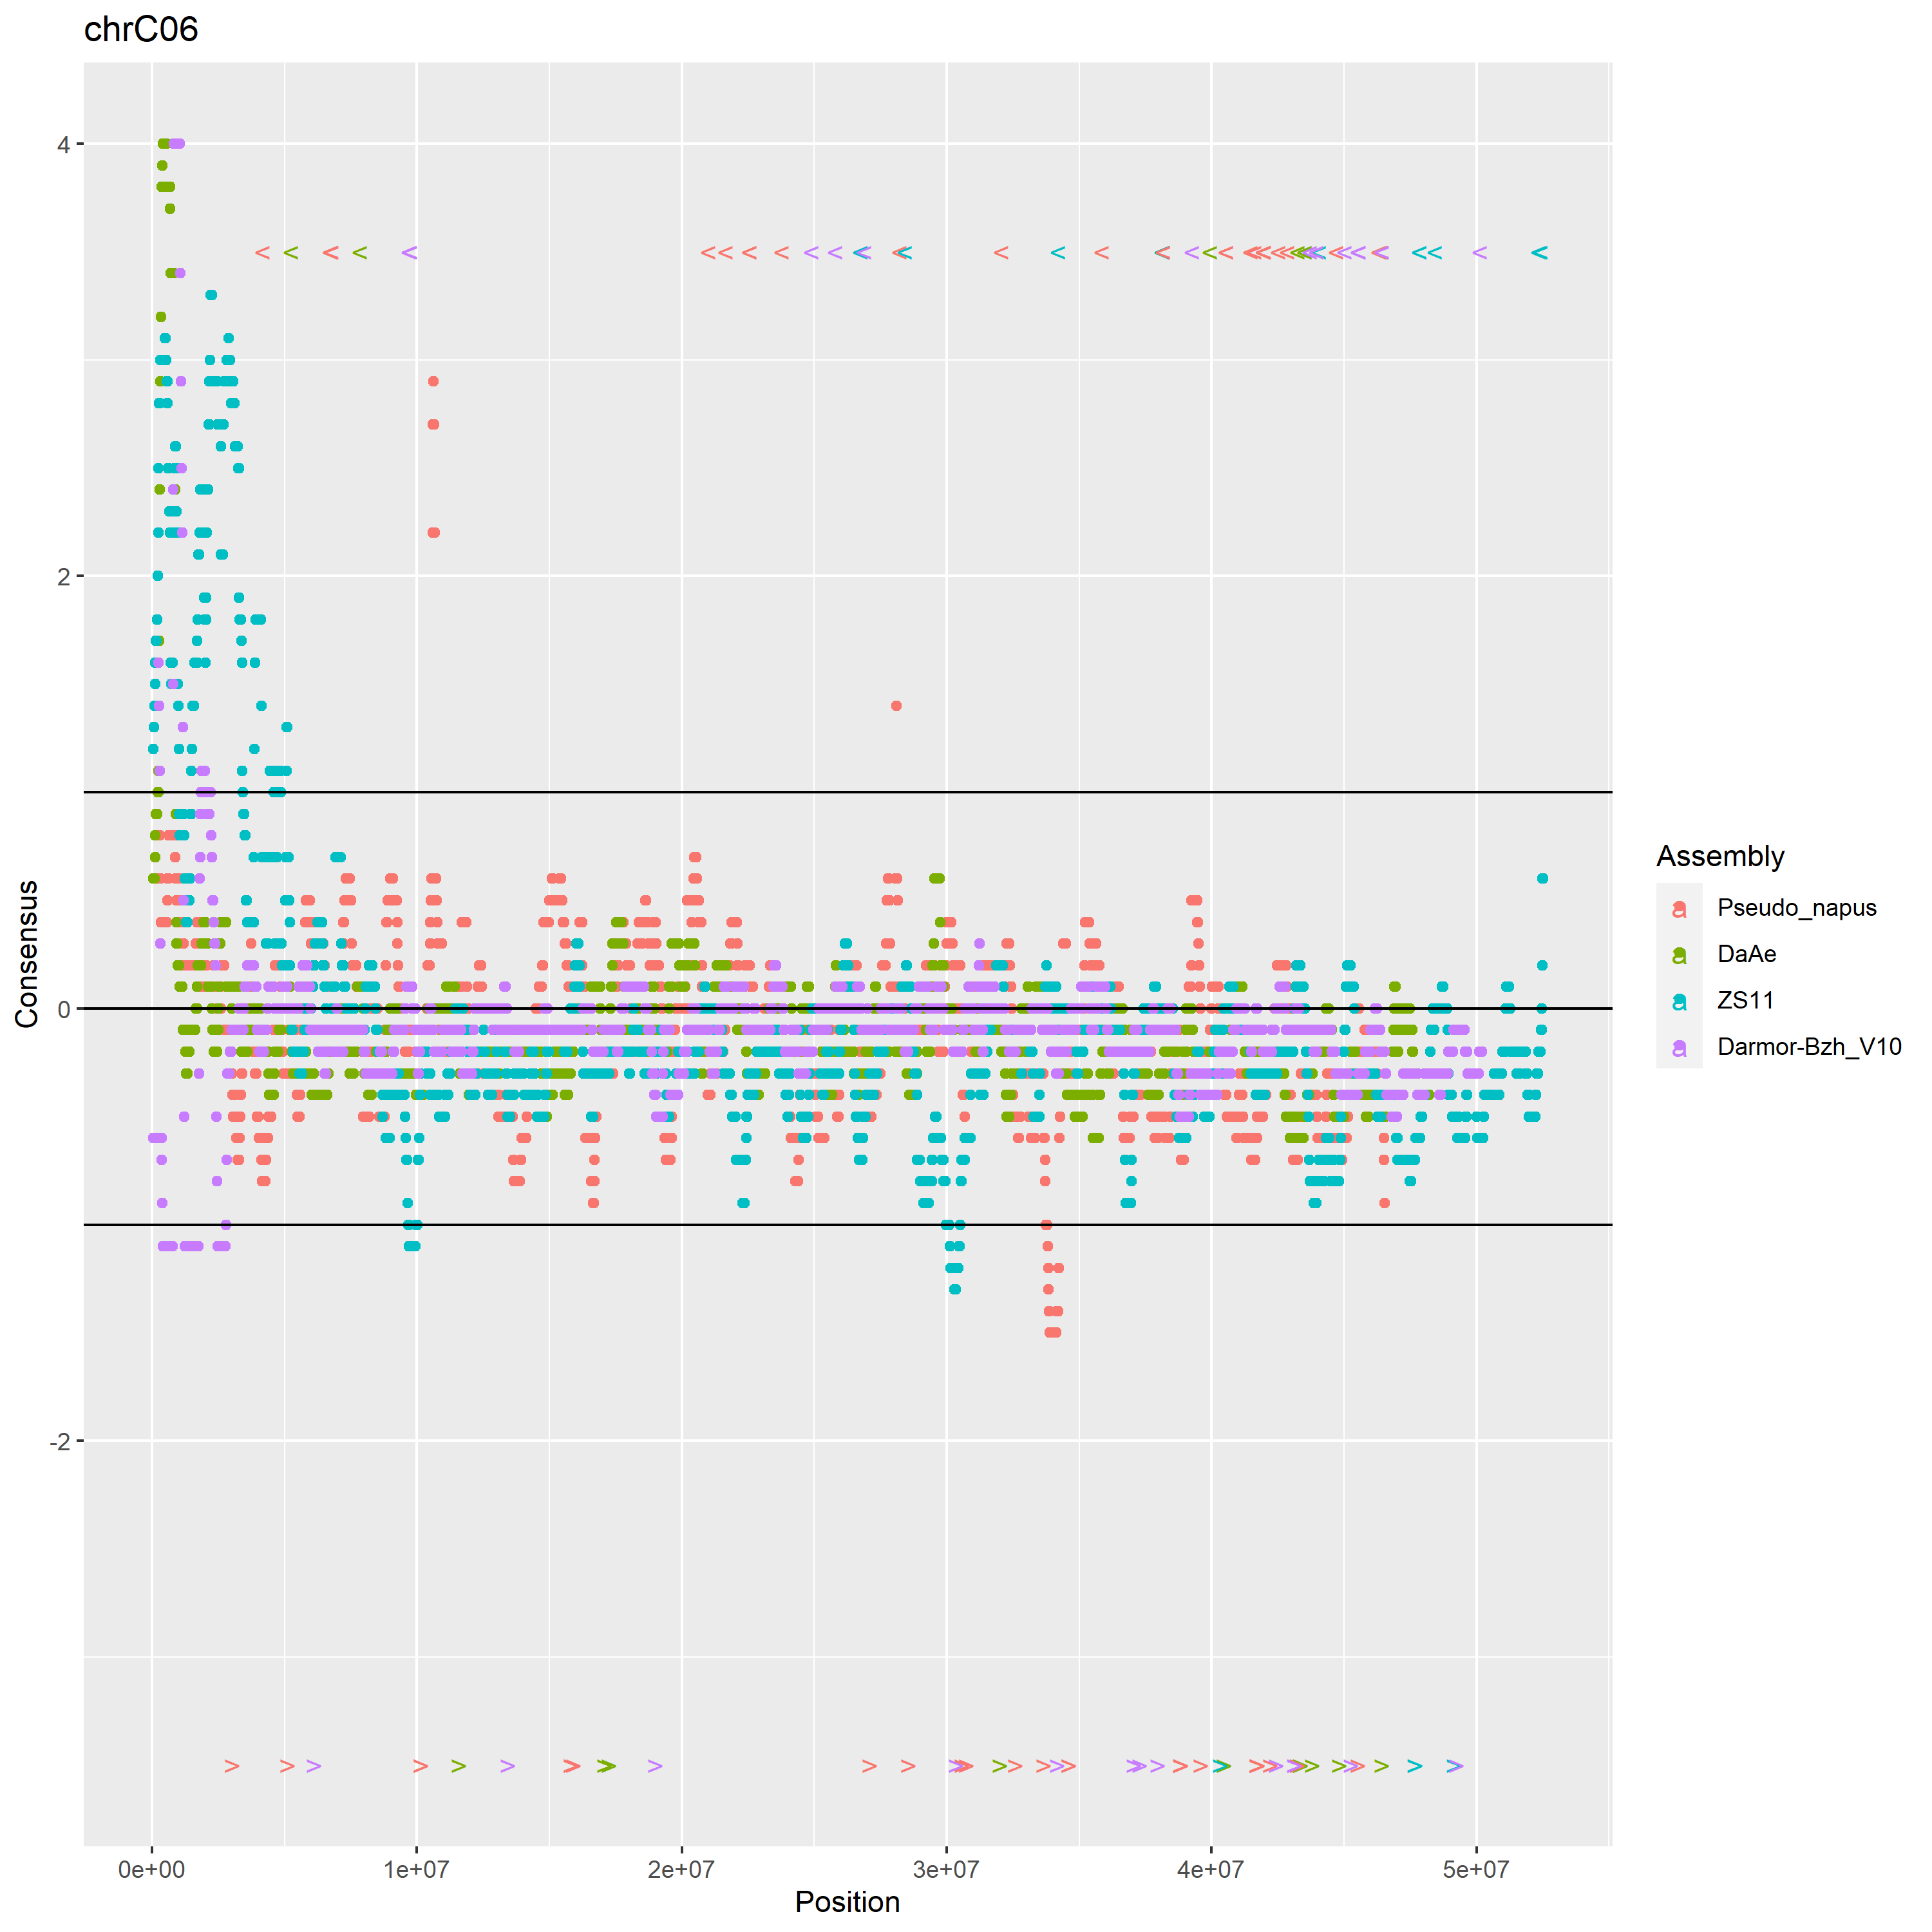 chrC06
4
2
0
-2
Consensus
0e+00
1e+07
2e+07
3e+07
4e+07
5e+07
Position
Assembly
a Pseudo_napus
a DaAe
a ZS11
a Darmor-Bzh_V10